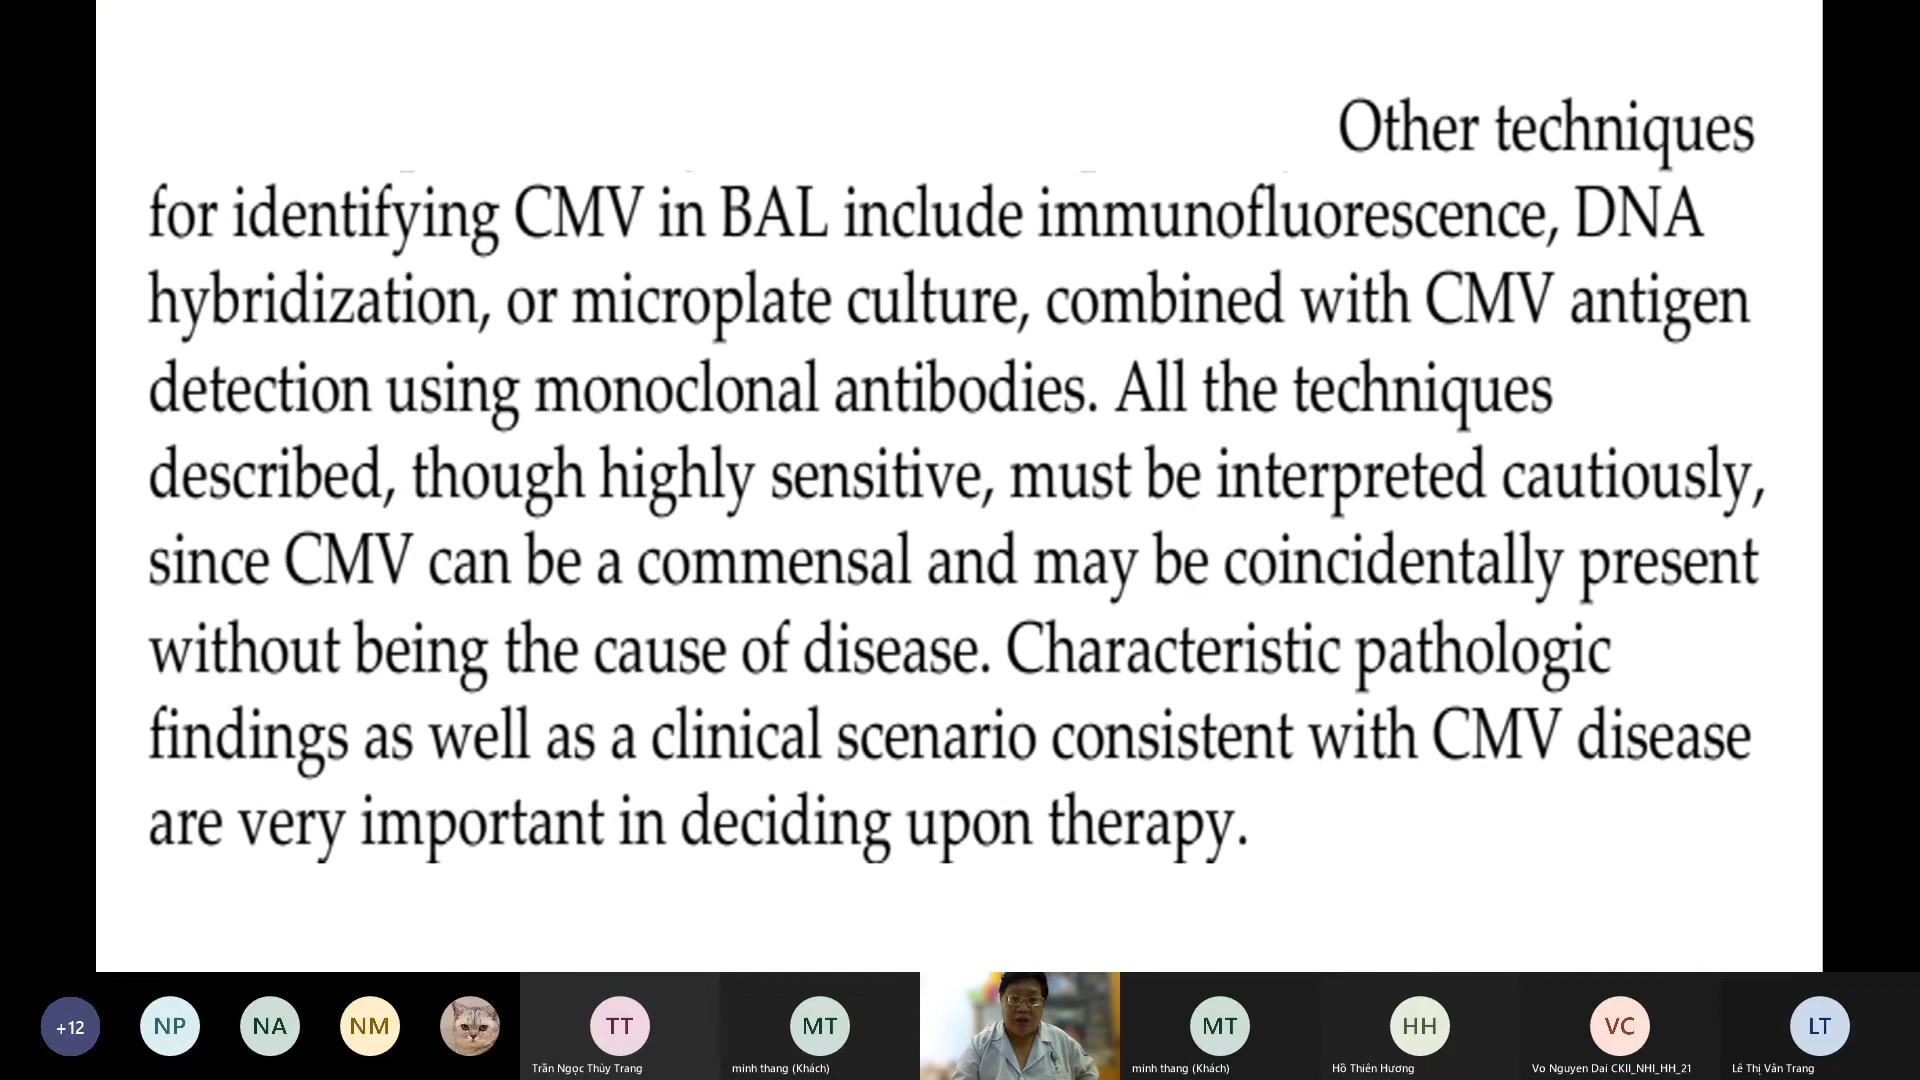 Other techniques
for identifying CMV in BAL include immunofluorescence, DNA
hybridization, or microplate culture, combined with CMV antigen
detection using monoclonal antibodies. All the techniques
described, though highly sensitive, must be interpreted cautiously,
since CMV can be a commensal and may be coincidentally present
without being the cause of disease. Characteristic pathologic
findings as well as a clinical scenario consistent with CMV disease
are very important in deciding upon therapy.
+12
NP
NA
NM
TT
MT
MT
HH
VC
LT
Trần Ngọc Thùy Trang
minh thang (Khách)
minh thang (Khách)
Hồ Thiên Hương
Vo Nguyen Dai CKII_NHI_HH_21
Lê Thị Vân Trang